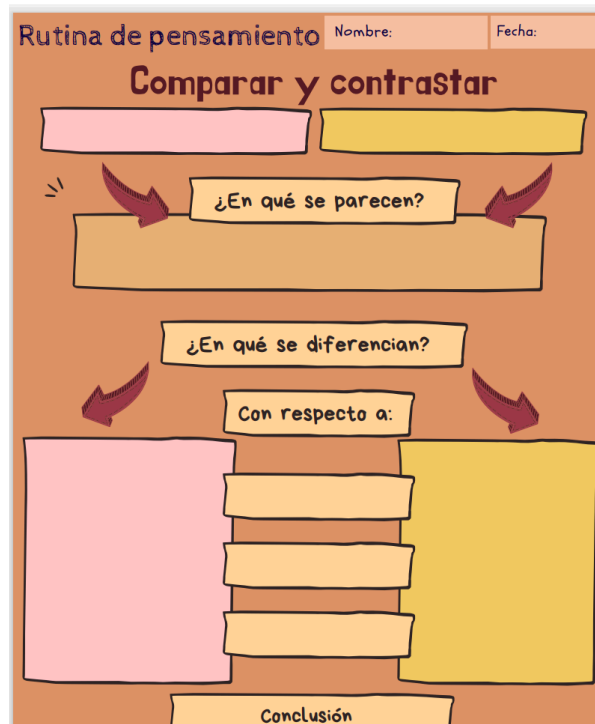 Rutina de pensamiento
Nombre:
Fecha:
Comparar y contrastar
¿En qué se parecen?
¿En qué se diferencian?
Con respecto a:
Conclusión